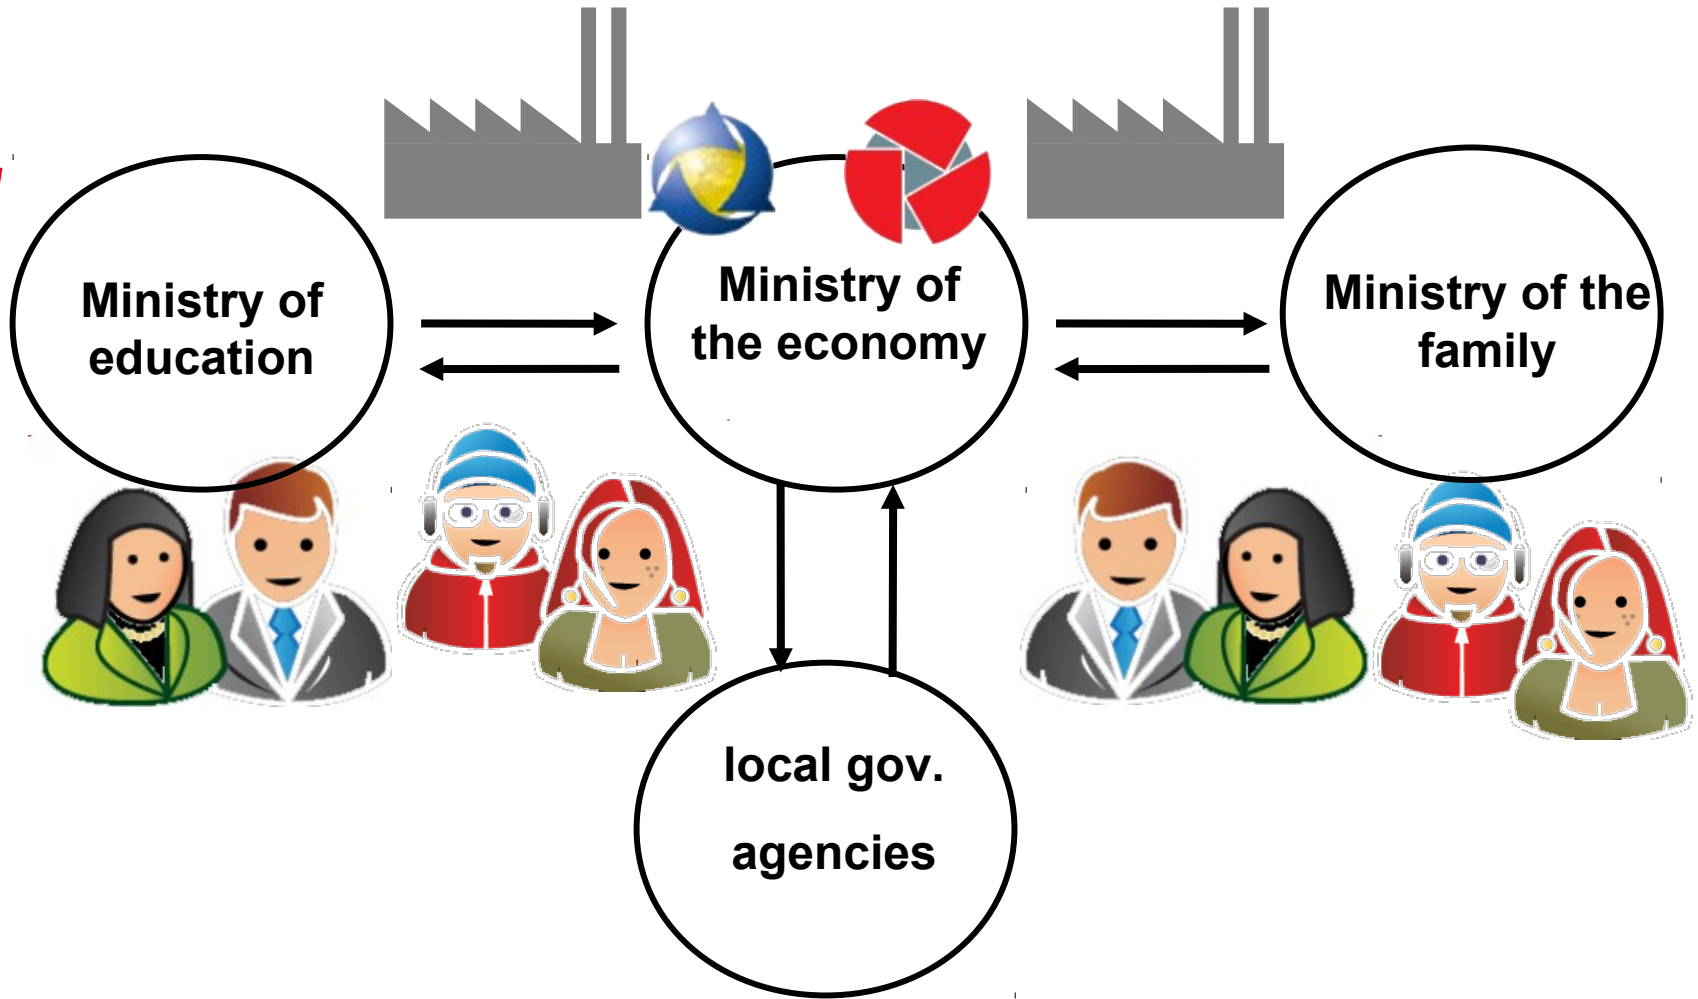 Ministry of
education
Ministry of
the economy
Ministry of the
family
local gov.
agencies